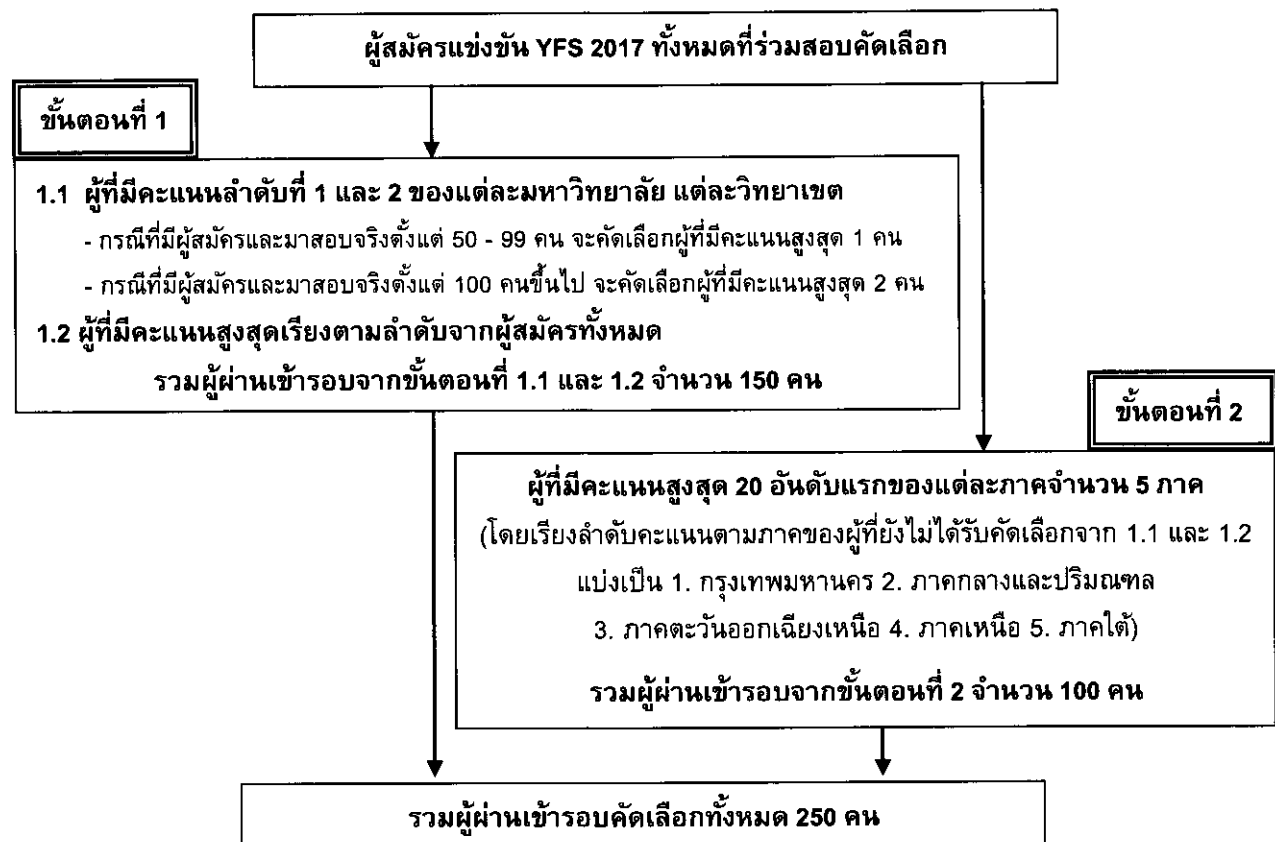 ผู้สมัครแข่งขัน YFS 2017 ทั้งหมดที่ร่วมสอบคัดเลือก
ขั้นตอนที่ 1
1.1 ผู้ที่มีคะแนนลำดับที่ 1 และ 2 ของแต่ละมหาวิทยาลัย แต่ละวิทยาเขต
- กรณีที่มีผู้สมัครและมาสอบจริงตั้งแต่ 50 - 99 คน จะคัดเลือกผู้ที่มีคะแนนสูงสุด 1 คน
- กรณีที่มีผู้สมัครและมาสอบจริงตั้งแต่ 100 คนขึ้นไป จะคัดเลือกผู้ที่มีคะแนนสูงสุด 2 คน
1.2 ผู้ที่มีคะแนนสูงสุดเรียงตามลำดับจากผู้สมัครทั้งหมด
รวมผู้ผ่านเข้ารอบจากขั้นตอนที่ 1.1 และ 1.2 จำนวน 150 คน
ขั้นตอนที่ 2
ผู้ที่มีคะแนนสูงสุด 20 อันดับแรกของแต่ละภาคจำนวน 5 ภาค
(โดยเรียงลำดับคะแนนตามภาคของผู้ที่ยังไม่ได้รับคัดเลือกจาก 1.1 และ 1.2
แบ่งเป็น 1. กรุงเทพมหานคร 2. ภาคกลางและปริมณฑล
3. ภาคตะวันออกเฉียงเหนือ 4. ภาคเหนือ 5. ภาคใต้)
รวมผู้ผ่านเข้ารอบจากขั้นตอนที่ 2 จำนวน 100 คน
รวมผู้ผ่านเข้ารอบคัดเลือกทั้งหมด 250 คน